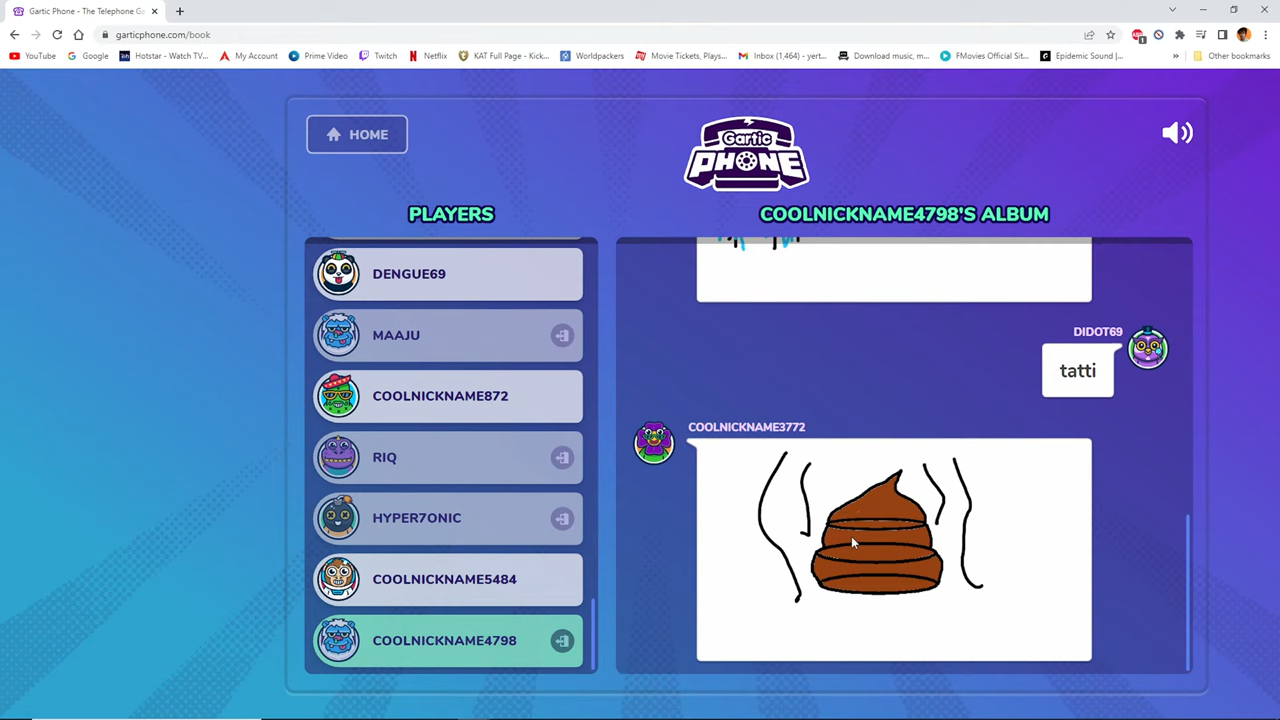 Gartic Phone - The Telephone Ga
garticphone.com/book
YouTube
Google
Hotstar - Watch TV...
My Account
Prime Video
Twitch
Netflix
KAT Full Page - Kick...
Worldpackers
Movie Tickets, Play...
Inbox (1,464) - yert...
Download music, m...
FMovies Official Sit...
Epidemic Sound |...
»
Other bookmarks
HOME
Gartic
PHONE
PLAYERS
COOLNICKNAME4798'S ALBUM
DENGUE69
MAAJU
COOLNICKNAME872
RIQ
HYPER7ONIC
COOLNICKNAME5484
COOLNICKNAME4798
DIDOT69
tatti
COOLNICKNAME3772